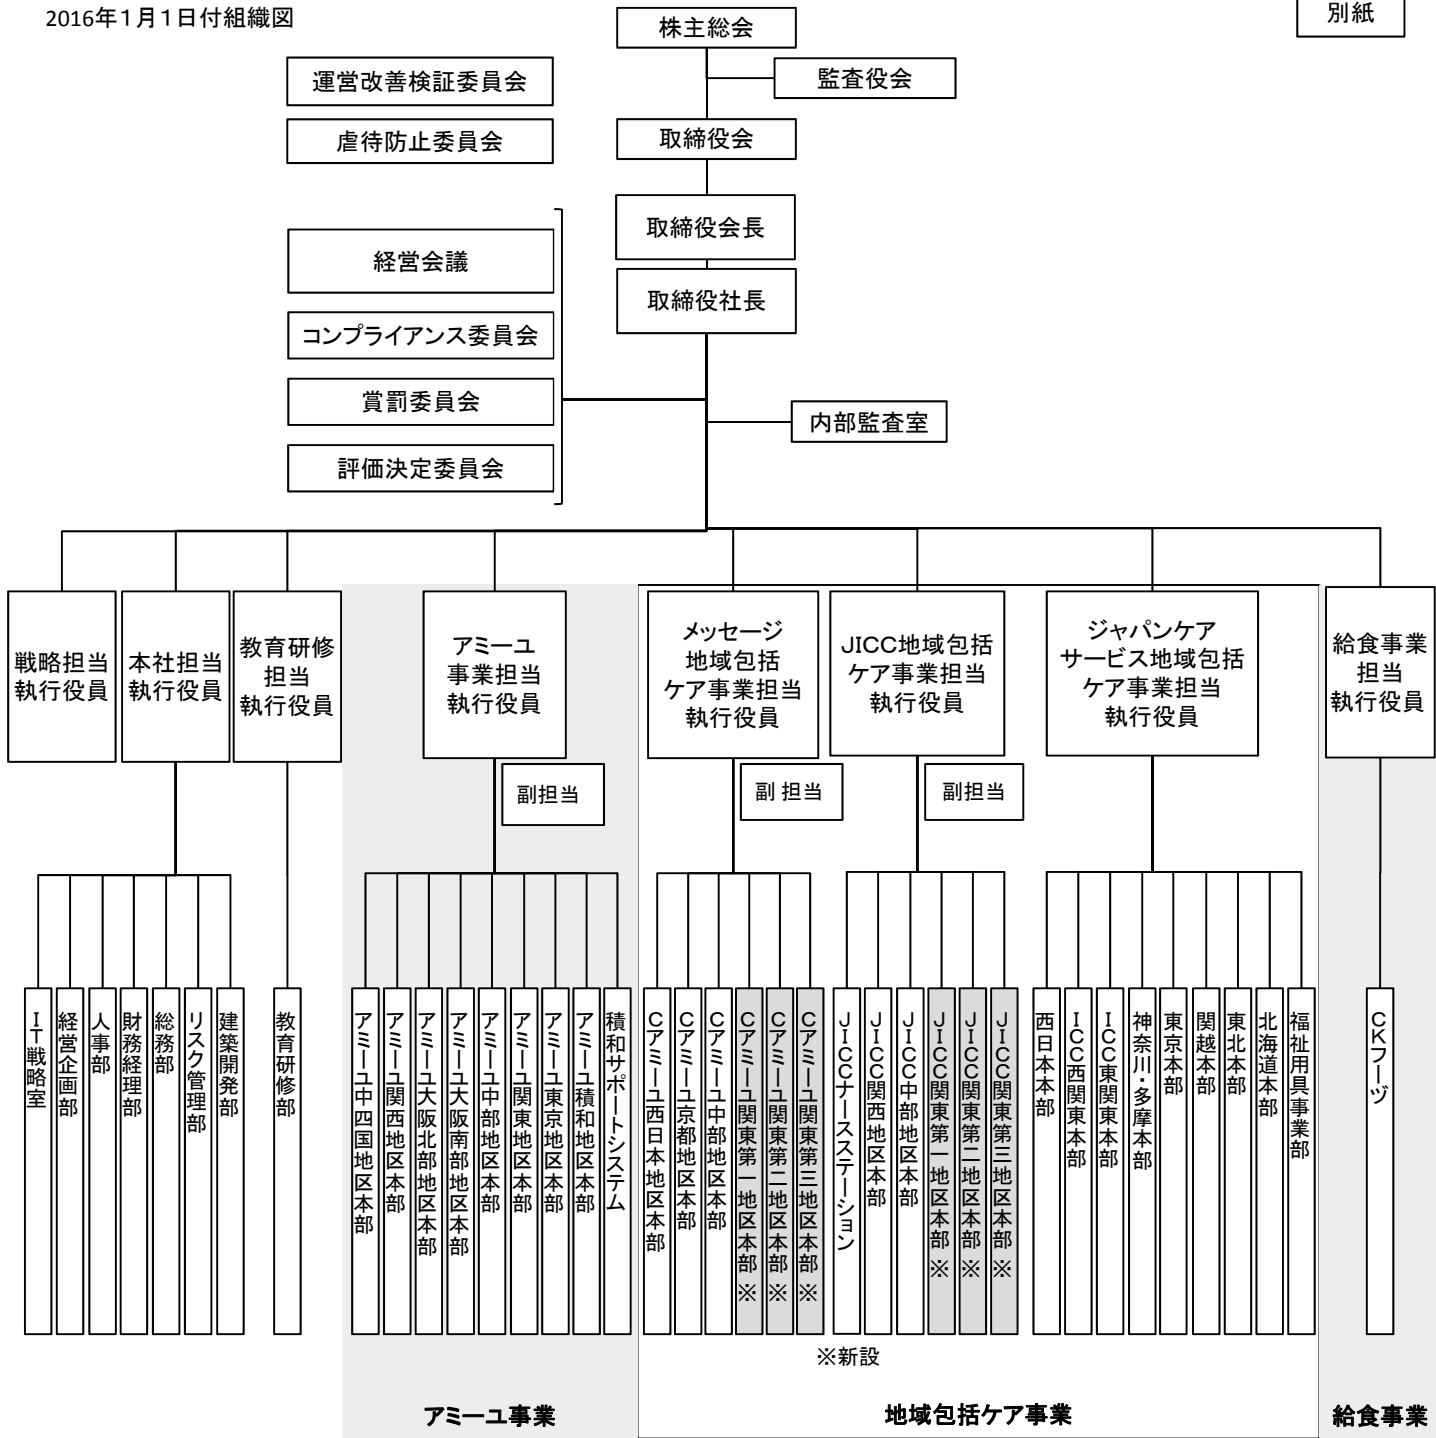 2016年1月1日付組織図
別紙
株主総会
監査役会
運営改善検証委員会
虐待防止委員会
取締役会
取締役会長
取締役社長
経営会議
コンプライアンス委員会
賞罰委員会
評価決定委員会
内部監査室
戦略担当
執行役員
本社担当
執行役員
教育研修
担当
執行役員
アミーユ
事業担当
執行役員
メッセージ
地域包括
ケア事業担当
執行役員
JICC地域包括
ケア事業担当
執行役員
ジャパンケア
サービス地域包括
ケア事業担当
執行役員
給食事業
担当
執行役員
副担当
副 担当
副担当
IT戦略室
経営企画部
人事部
財務経理部
総務部
リスク管理部
建築開発部
教育研修部
アミーユ中四国地区本部
アミーユ関西地区本部
アミーユ大阪北部地区本部
アミーユ大阪南部地区本部
アミーユ中部地区本部
アミーユ関東地区本部
アミーユ東京地区本部
アミーユ積和地区本部
積和サポートシステム
Cアミーユ西日本地区本部
Cアミーユ京都地区本部
Cアミーユ中部地区本部
Cアミーユ関東第一地区本部※
Cアミーユ関東第二地区本部※
Cアミーユ関東第三地区本部※
JICCナースステーション
JICC関西地区本部
JICC中部地区本部
JICC関東第一地区本部※
JICC関東第二地区本部※
JICC関東第三地区本部※
西日本本部
ICC西関東本部
ICC東関東本部
神奈川・多摩本部
東京本部
関越本部
東北本部
北海道本部
福祉用具事業部
CKフーヅ
※新設
アミーユ事業
地域包括ケア事業
給食事業